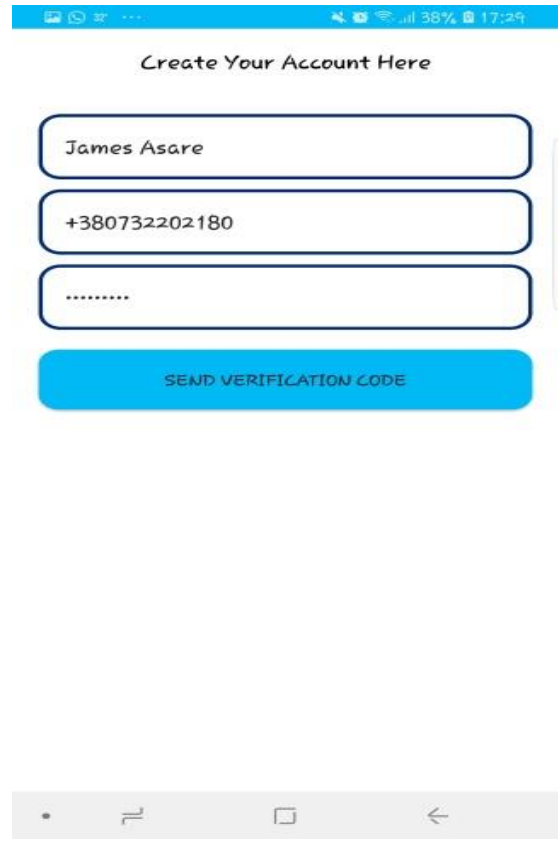 38% 17:29
Create Your Account Here
James Asare
+380732202180
.........
SEND VERIFICATION CODE